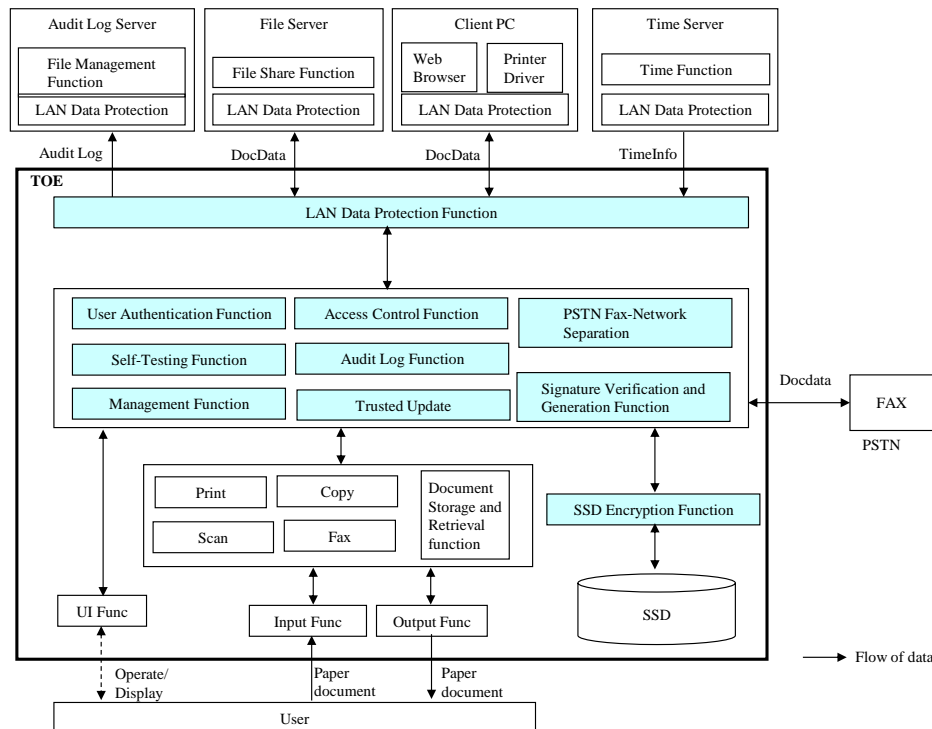 Audit Log Server
File Server
Client PC
Time Server
File Management
Function
File Share Function
Web
Browser
Printer
Driver
Time Function
LAN Data Protection
LAN Data Protection
LAN Data Protection
LAN Data Protection
Audit Log
DocData
DocData
TimeInfo
TOE
LAN Data Protection Function
User Authentication Function
Access Control Function
PSTN Fax-Network
Separation
Self-Testing Function
Audit Log Function
Management Function
Trusted Update
Signature Verification and
Generation Function
Docdata
FAX
PSTN
Print
Copy
Document
Storage and
Retrieval
function
Scan
Fax
SSD Encryption Function
UI Func
Input Func
Output Func
SSD
Operate/
Display
Paper
document
Paper
document
Flow of data
User